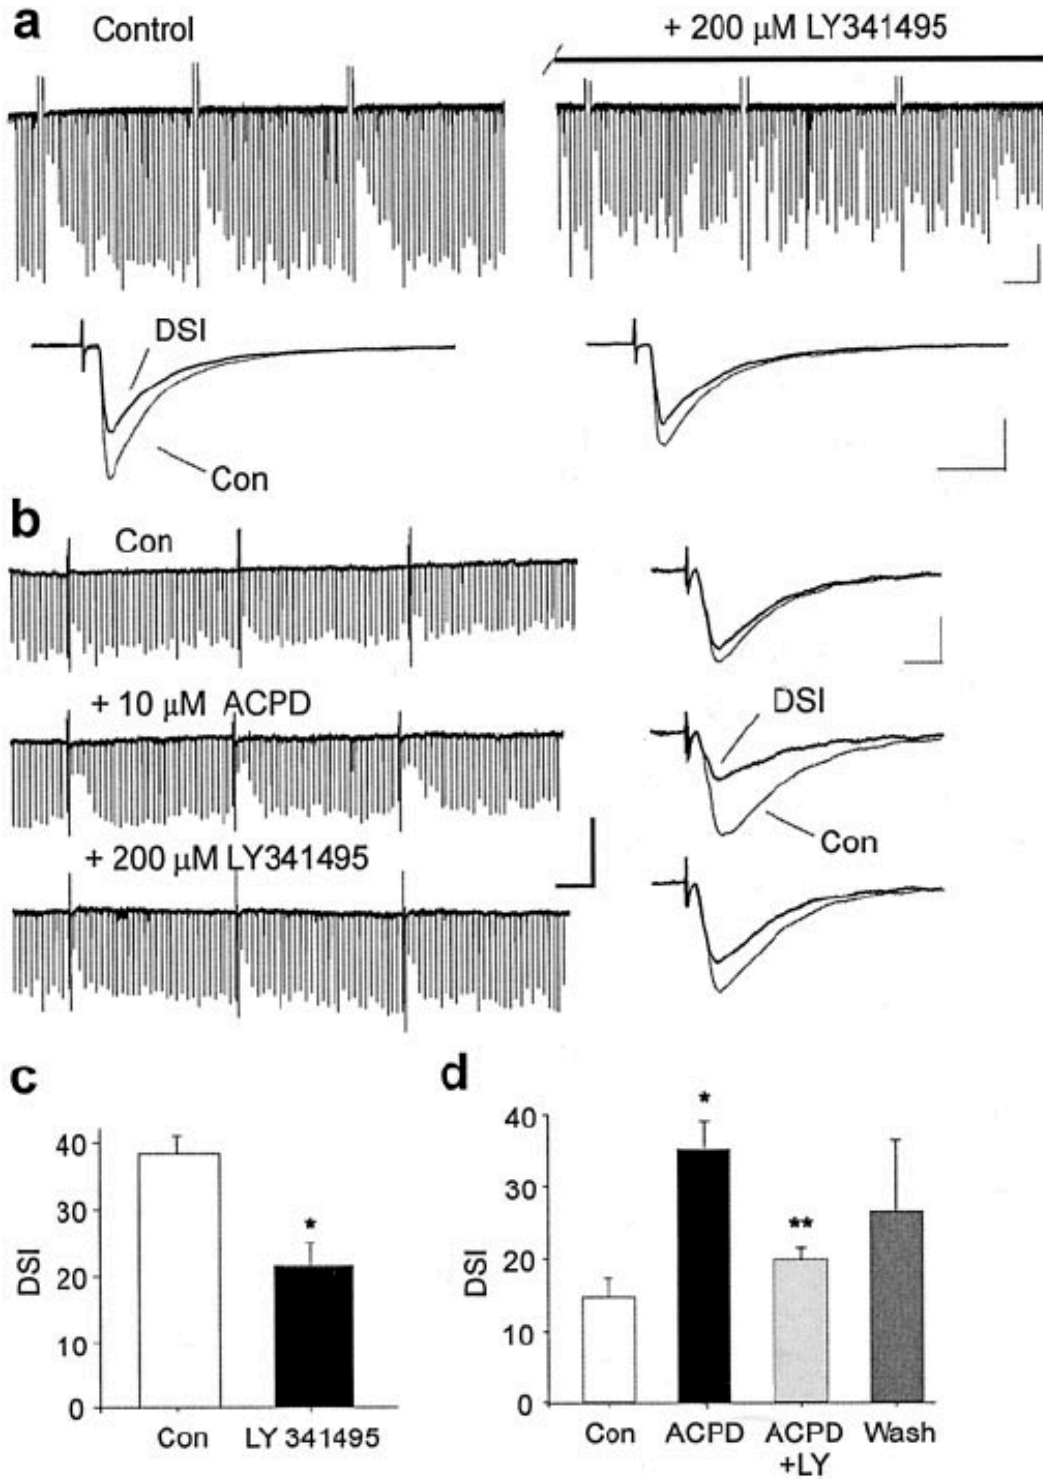 a
Control
+ 200 µM LY341495
DSI
Con
b
Con
+ 10 µM ACPD
DSI
Con
+ 200 µM LY341495
c
40
30
20
10
0
DSI
*
Con
LY 341495
d
40
30
20
10
0
DSI
*
**
Con
ACPD
ACPD
+LY
Wash